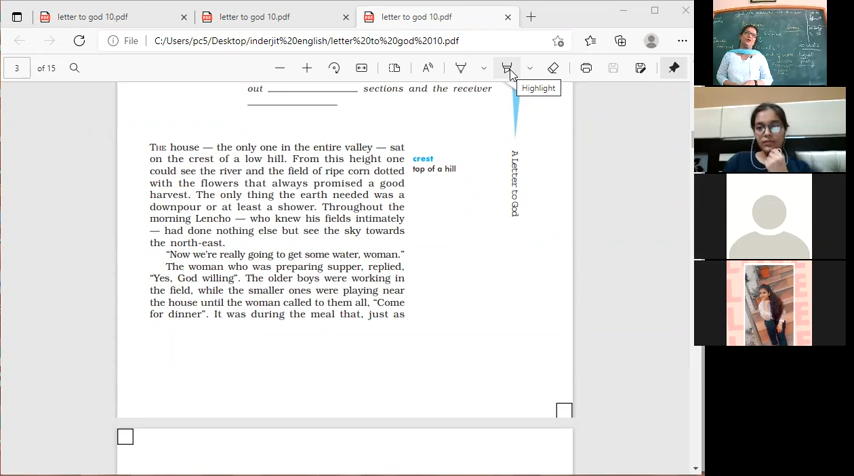 letter to god 10.pdf
letter to god 10.pdf
letter to god 10.pdf
File
C:/Users/pc5/Desktop/inderjit%20english/letter%20to%20god%2010.pdf
3
of 15
Highlight
out ____________ sections and the receiver
____________
THE house — the only one in the entire valley — sat
on the crest of a low hill. From this height one
could see the river and the field of ripe corn dotted
with the flowers that always promised a good
harvest. The only thing the earth needed was a
downpour or at least a shower. Throughout the
morning Lencho — who knew his fields intimately
— had done nothing else but see the sky towards
the north-east.
“Now we're really going to get some water, woman.”
The woman who was preparing supper, replied,
“Yes, God willing”. The older boys were working in
the field, while the smaller ones were playing near
the house until the woman called to them all, “Come
for dinner”. It was during the meal that, just as
crest
top of a hill
A Letter to God